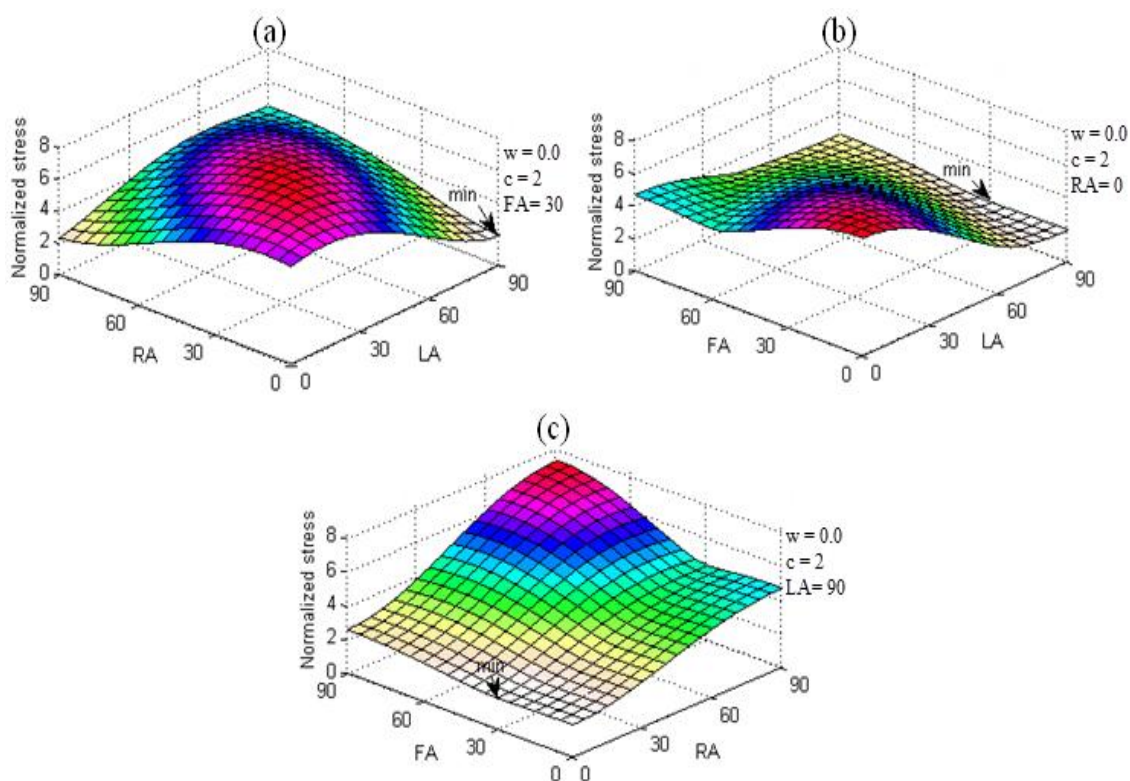 (a)
Normalized stress
8
6
4
2
0
90
60
30
0
RA
0
30
60
90
LA
min
w = 0.0
c = 2
FA= 30
(b)
Normalized stress
8
6
4
2
0
90
60
30
0
FA
0
30
60
90
LA
min
w = 0.0
c = 2
RA= 0
(c)
Normalized stress
8
6
4
2
0
90
60
30
0
FA
0
30
60
90
RA
min
w = 0.0
c = 2
LA= 90